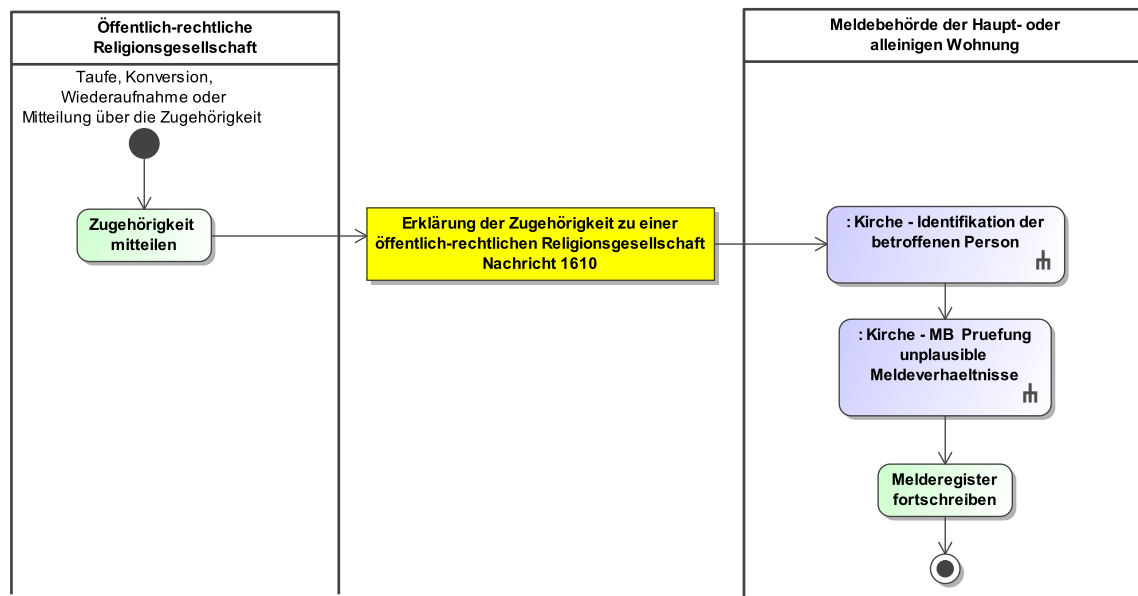 Öffentlich-rechtliche
Religionsgesellschaft
Taufe, Konversion,
Wiederaufnahme oder
Mitteilung über die Zugehörigkeit
Zugehörigkeit
mitteilen
Erklärung der Zugehörigkeit zu einer
öffentlich-rechtlichen Religionsgesellschaft
Nachricht 1610
Meldebehörde der Haupt- oder
alleinigen Wohnung
: Kirche - Identifikation der
betroffenen Person
: Kirche - MB Pruefung
unplausible
Meldeverhaeltnisse
Melderegister
fortschreiben